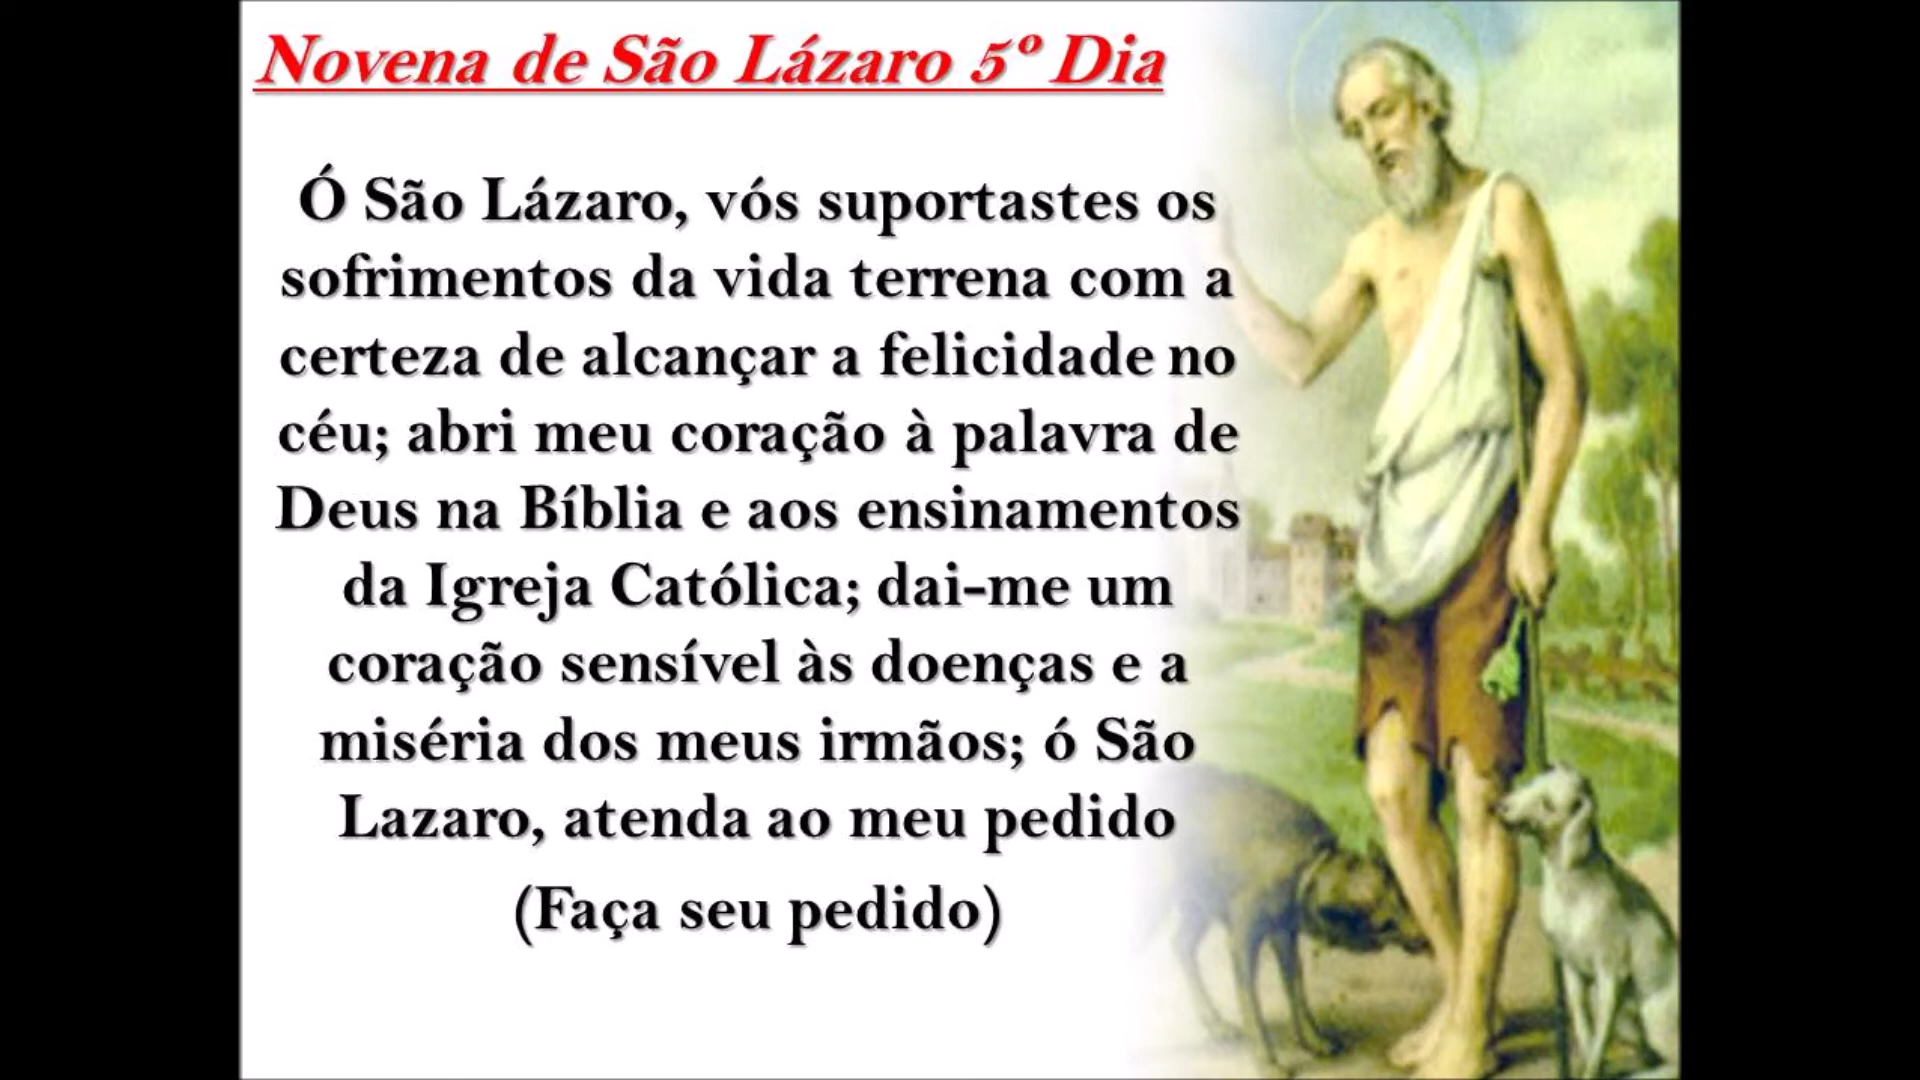 Novena de São Lázaro 5º Dia
Ó São Lázaro, vós suportastes os
sofrimentos da vida terrena com a
certeza de alcançar a felicidade no
céu; abri meu coração à palavra de
Deus na Bíblia e aos ensinamentos
da Igreja Católica; dai-me um
coração sensível às doenças e a
miséria dos meus irmãos; ó São
Lazaro, atenda ao meu pedido
(Faça seu pedido)